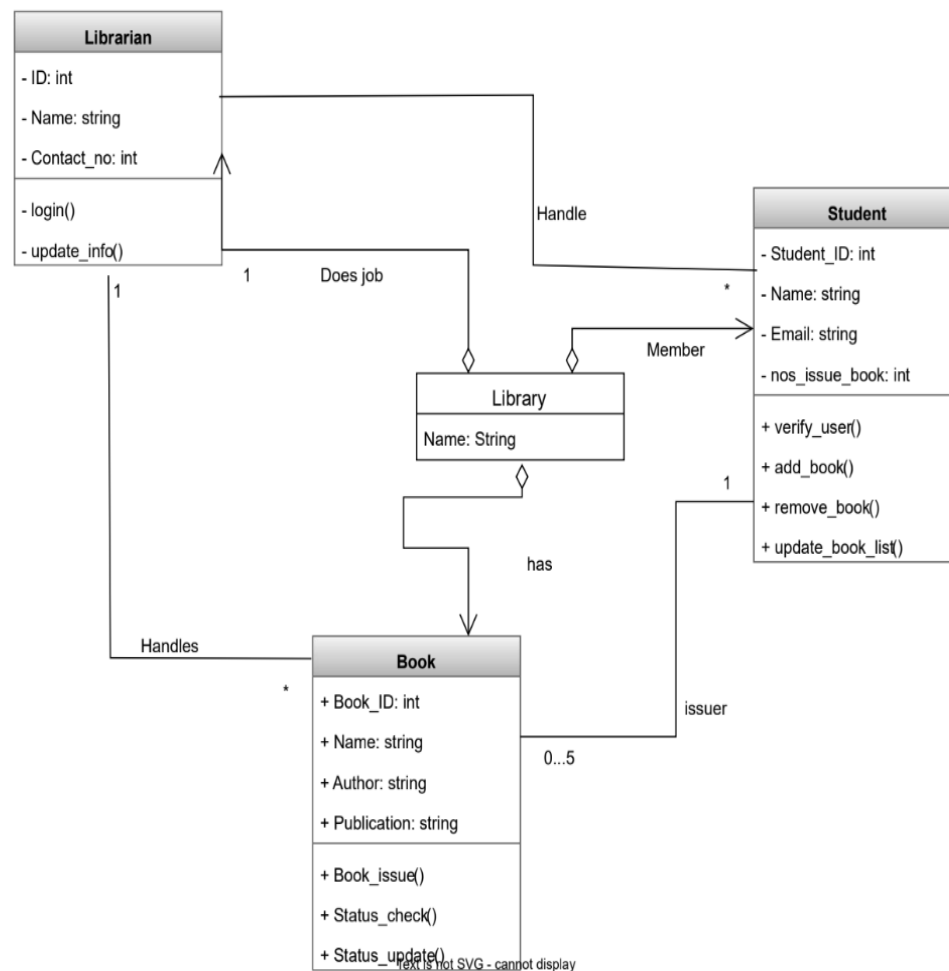 Librarian
- ID: int
- Name: string
- Contact_no: int
- login()
- update_info()
1
1
Does job
Handle
*
Student
- Student_ID: int
- Name: string
- Email: string
- nos_issue_book: int
+ verify_user()
+ add_book()
+ remove_book()
+ update_book_list()
Member
Library
Name: String
1
has
Handles
*
Book
+ Book_ID: int
+ Name: string
+ Author: string
+ Publication: string
+ Book_issue()
+ Status_check()
+ Status_update()
issuer
0...5
Text is not SVG - cannot display